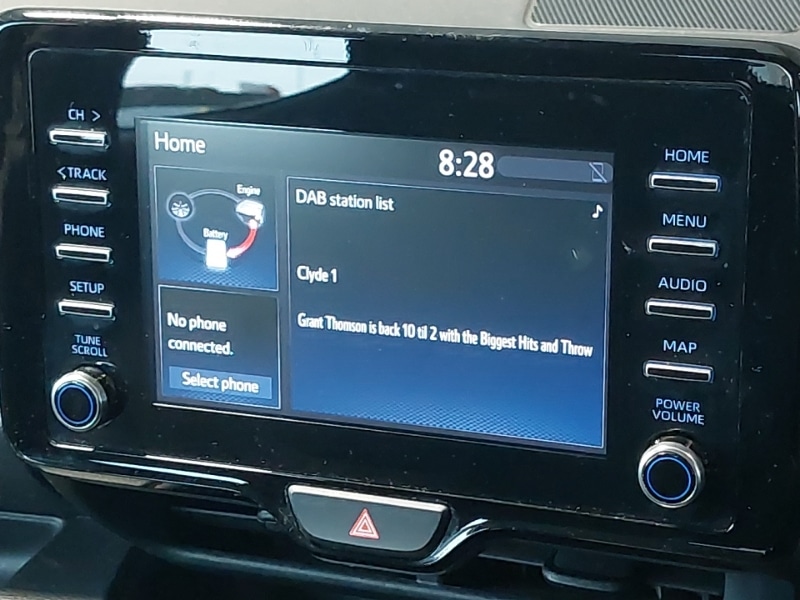 CH >
<TRACK
PHONE
SETUP
TUNE
SCROLL
Home
8:28
Engine
Battery
No phone
connected.
Select phone
DAB station list
Clyde 1
Grant Thomson is back 10 til 2 with the Biggest Hits and Throw
HOME
MENU
AUDIO
MAP
POWER
VOLUME